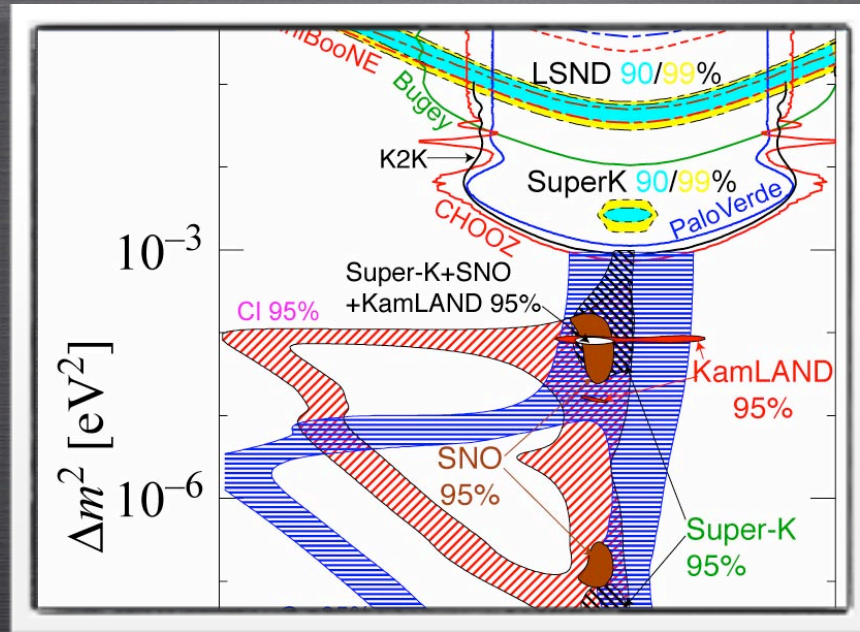 LSND 90/99%
Bugey
K2K
SuperK 90/99%
CHOOZ
PaloVerde
10⁻³
Super-K+SNO
+KamLAND 95%
Cl 95%
KamLAND
95%
Δm² [eV²]
SNO
95%
10⁻⁶
Super-K
95%